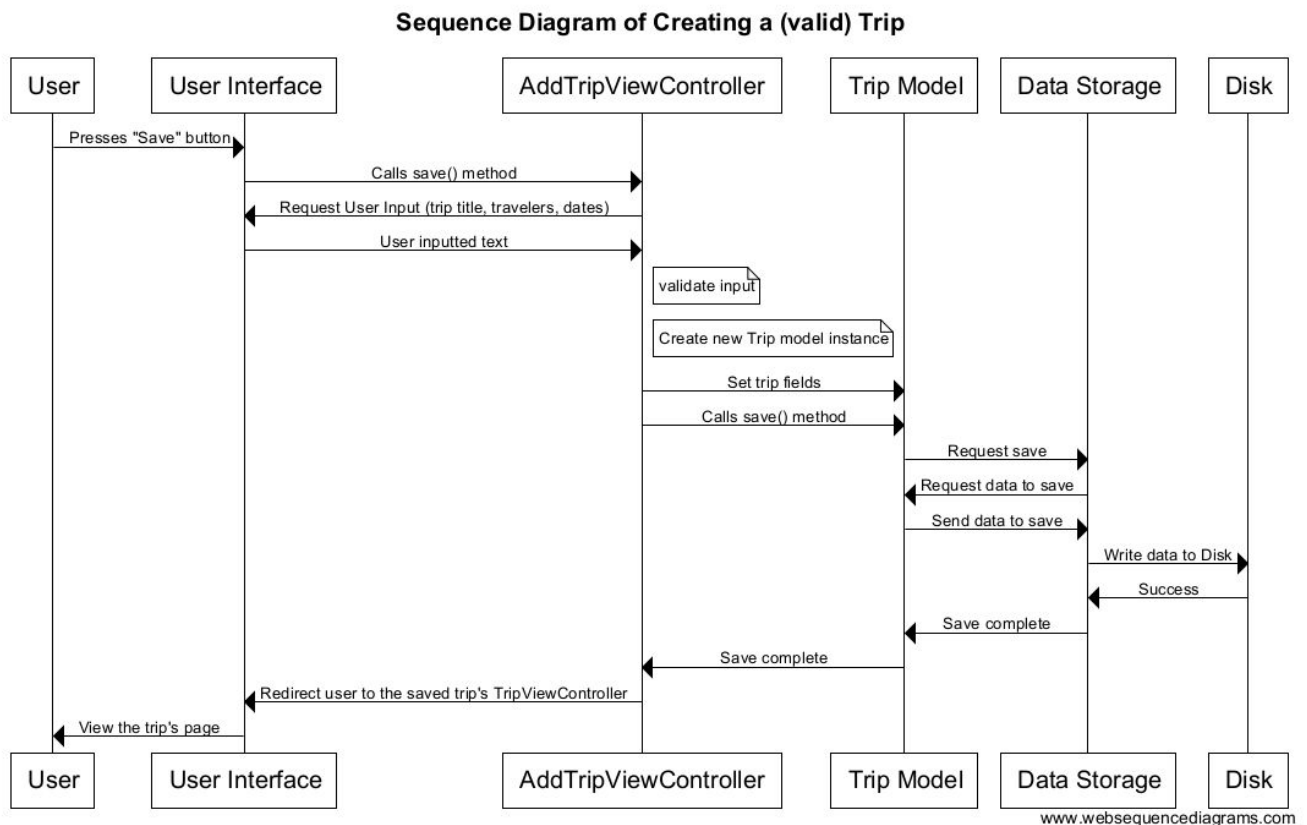 Sequence Diagram of Creating a (valid) Trip
User
User Interface
AddTripViewController
Trip Model
Data Storage
Disk
Presses "Save" button
Calls save() method
Request User Input (trip title, travelers, dates)
User inputted text
validate input
Create new Trip model instance
Set trip fields
Calls save() method
Request save
Request data to save
Send data to save
Write data to Disk
Success
Save complete
Save complete
Redirect user to the saved trip's TripViewController
View the trip's page
User
User Interface
AddTripViewController
Trip Model
Data Storage
Disk
www.websequencediagrams.com